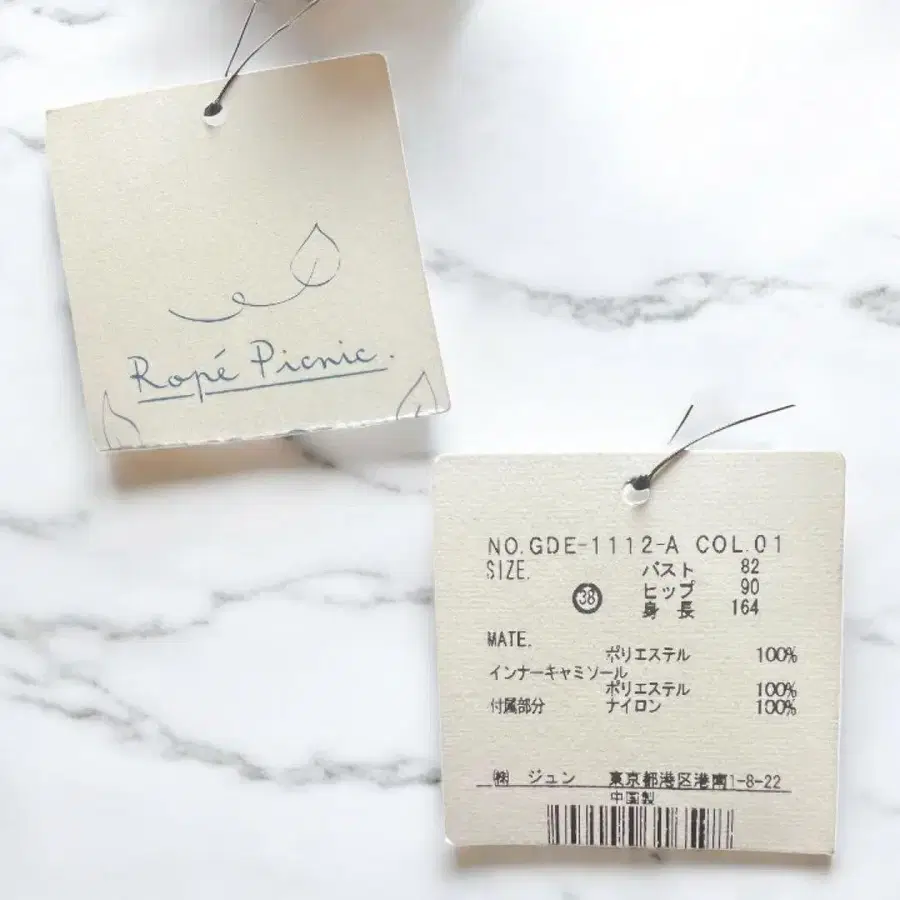 Ropé Picnic.
NO.GDE-1112-A COL.01
SIZE. バスト 82
38 ヒップ 90
身長 164
MATE.
ポリエステル 100%
インナーキャミソール
ポリエステル 100%
付属部分 ナイロン 100%
㈱ ジュン 東京都港区港南1-8-22
中国製